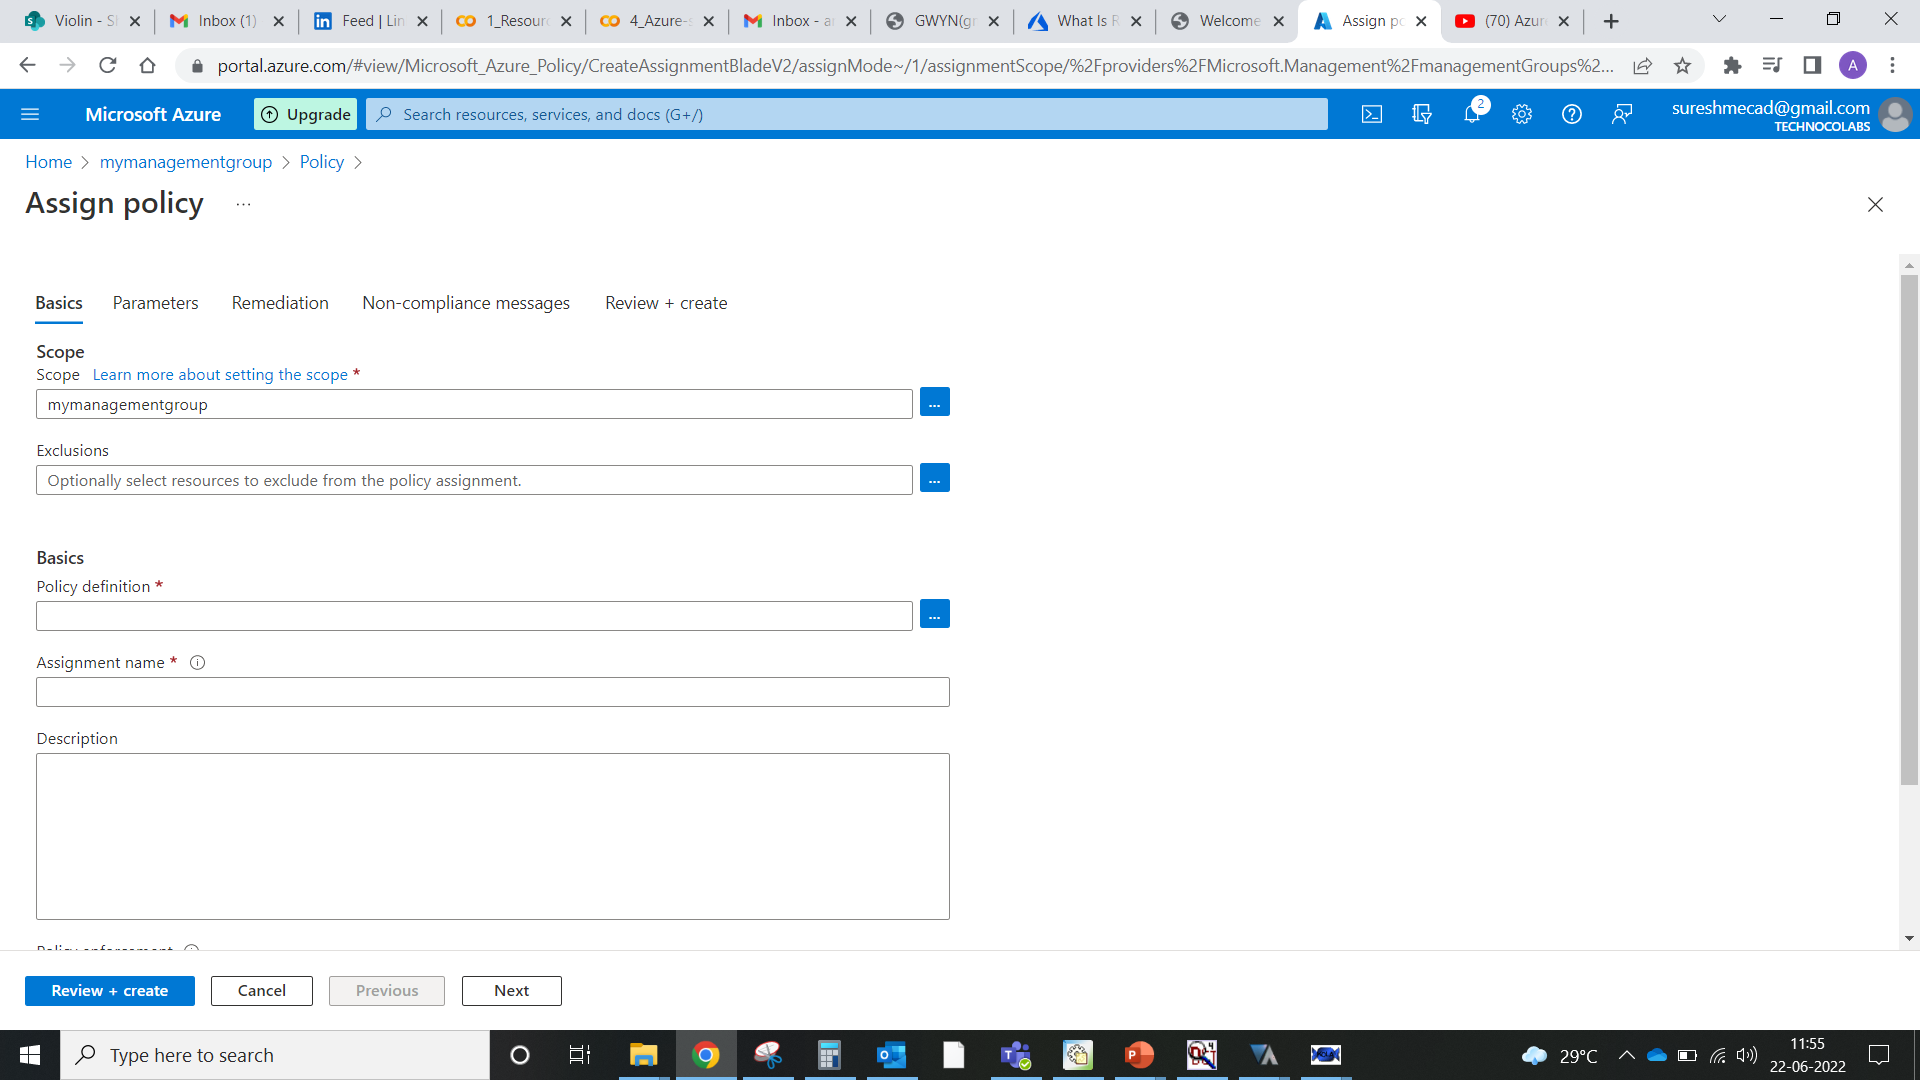 Violin - S
Inbox (1)
Feed | Lin
1_Resour
4_Azure-s
Inbox - a
GWYN(gr
What Is R
Welcome
Assign po
(70) Azur
portal.azure.com/#view/Microsoft_Azure_Policy/CreateAssignmentBladeV2/assignMode~/1/assignmentScope/%2Fproviders%2FMicrosoft.Management%2FmanagementGroups%2...
A
Microsoft Azure
Upgrade
Search resources, services, and docs (G+/)
2
sureshmecad@gmail.com
TECHNOCOLABS
Home > mymanagementgroup > Policy >
Assign policy ...
Basics Parameters Remediation Non-compliance messages Review + create
Scope
Scope Learn more about setting the scope *
mymanagementgroup
...
Exclusions
Optionally select resources to exclude from the policy assignment.
...
Basics
Policy definition *
...
Assignment name *
Description
Policy enforcement
Review + create
Cancel
Previous
Next
Type here to search
29°C
11:55
22-06-2022